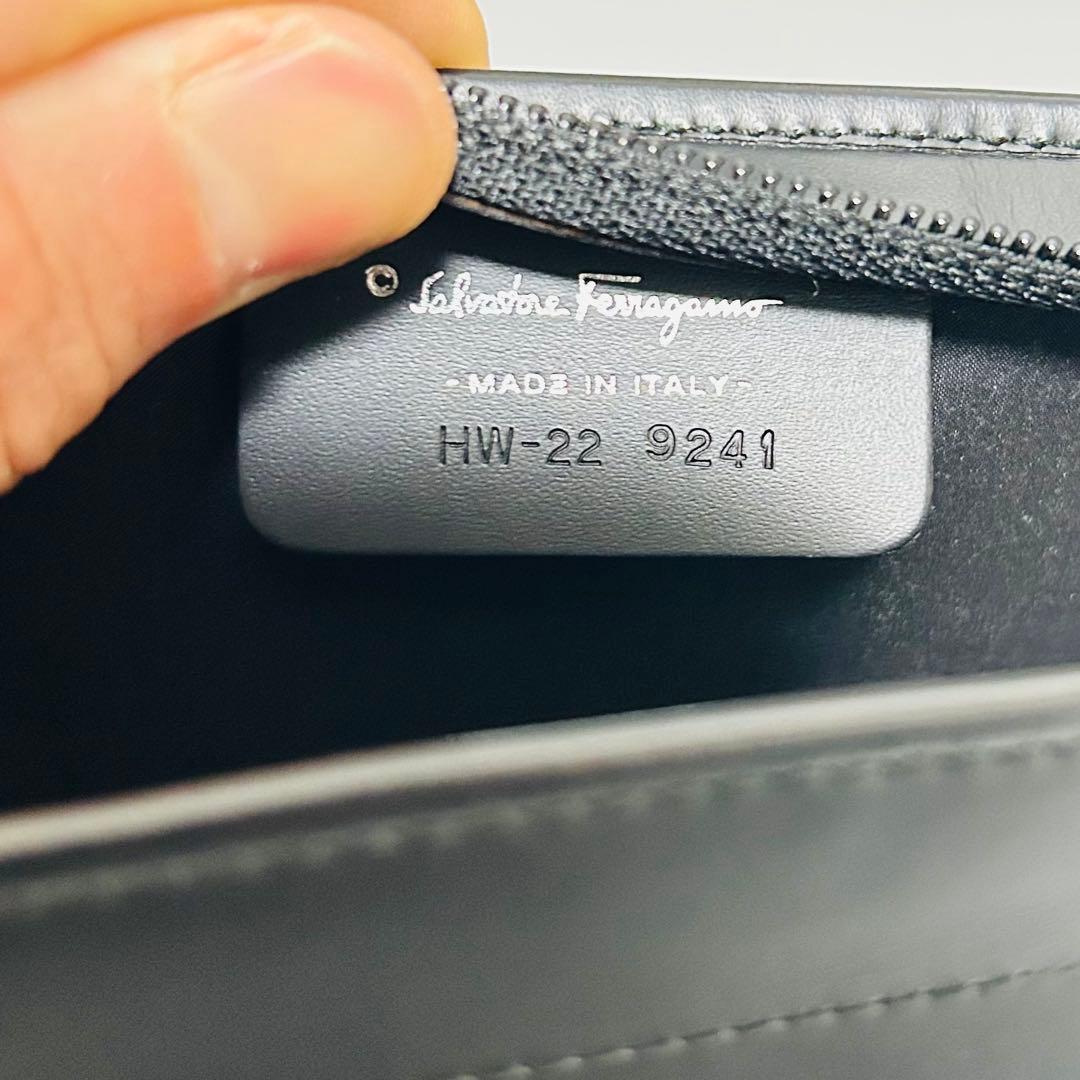 Salvatore Ferragamo
-MADE IN ITALY-
HW-22 9241